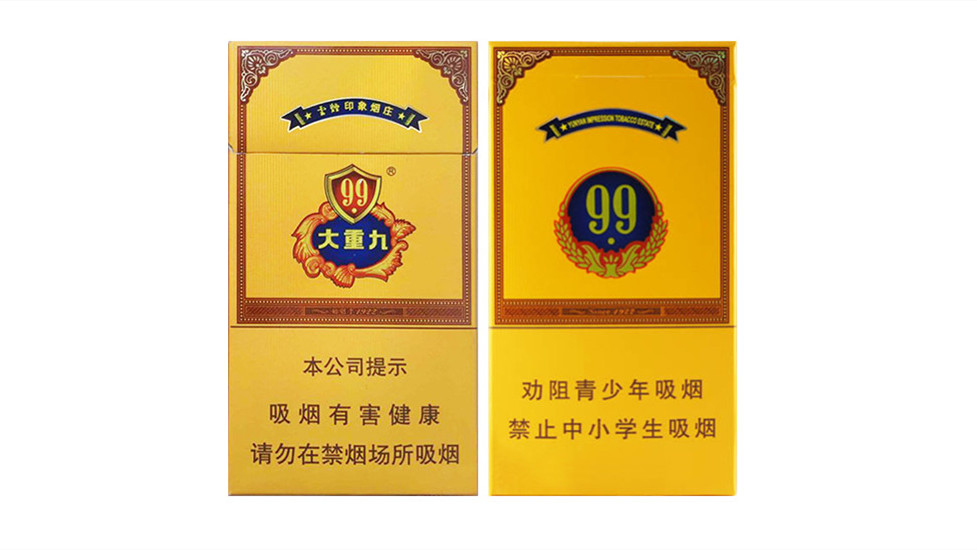 云烟印象烟庄
99
®
大重九
本公司提示
吸烟有害健康
请勿在禁烟场所吸烟
YUNYAN IMPRESSION TOBACCO ESTATE
99
Since 1922
劝阻青少年吸烟
禁止中小学生吸烟